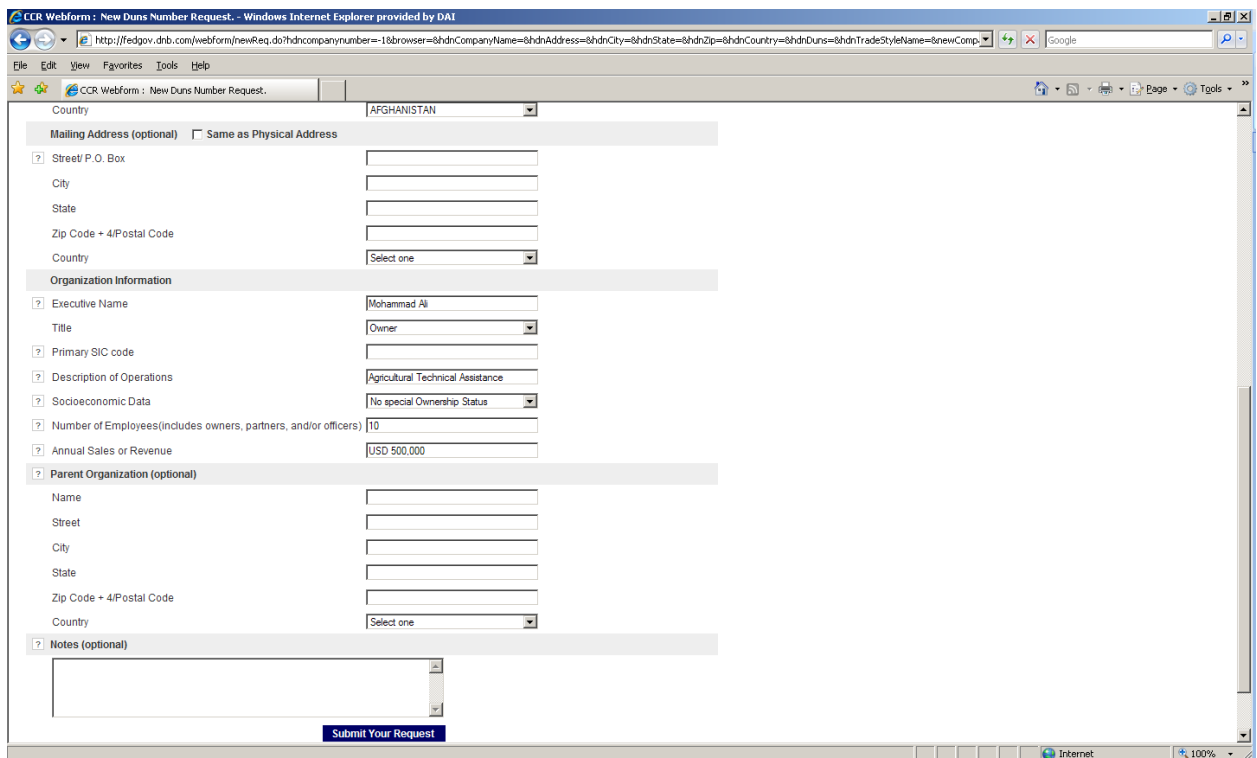 CCR Webform : New Duns Number Request. - Windows Internet Explorer provided by DAI
http://fedgov.dnb.com/webform/newReq.do?hdncompanynumber=-1&browser=&hdnCompanyName=&hdnAddress=&hdnCity=&hdnState=&hdnZip=&hdnCountry=&hdnDuns=&hdnTradeStyleName=&newComp. Google
File Edit View Favorites Tools Help
CCR Webform : New Duns Number Request. Page Tools »
Country AFGHANISTAN
Mailing Address (optional) Same as Physical Address
? Street/ P.O. Box
City
State
Zip Code + 4/Postal Code
Country Select one
Organization Information
? Executive Name Mohammad Ali
Title Owner
? Primary SIC code
? Description of Operations Agricultural Technical Assistance
? Socioeconomic Data No special Ownership Status
? Number of Employees(includes owners, partners, and/or officers) 10
? Annual Sales or Revenue USD 500,000
? Parent Organization (optional)
Name
Street
City
State
Zip Code + 4/Postal Code
Country Select one
? Notes (optional)
Submit Your Request
Internet 100%